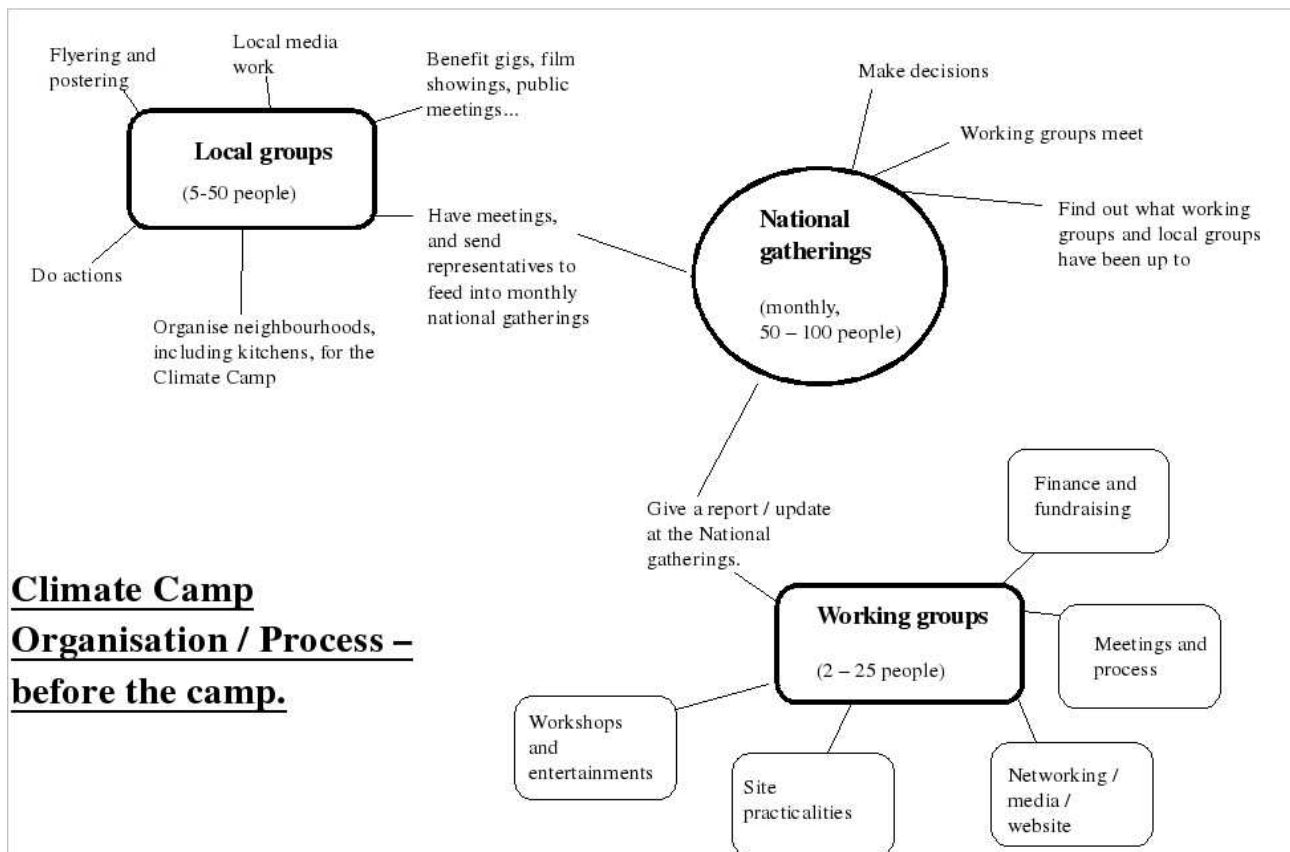 Flyering and
postering
Local media
work
Benefit gigs, film
showings, public
meetings...
Local groups
(5-50 people)
Do actions
Organise neighbourhoods,
including kitchens, for the
Climate Camp
Have meetings,
and send
representatives to
feed into monthly
national gatherings
Make decisions
Working groups meet
Find out what working
groups and local groups
have been up to
National
gatherings
(monthly,
50 – 100 people)
Give a report / update
at the National
gatherings.
Climate Camp
Organisation / Process –
before the camp.
Working groups
(2 – 25 people)
Finance and
fundraising
Meetings and
process
Networking /
media /
website
Site
practicalities
Workshops
and
entertainments